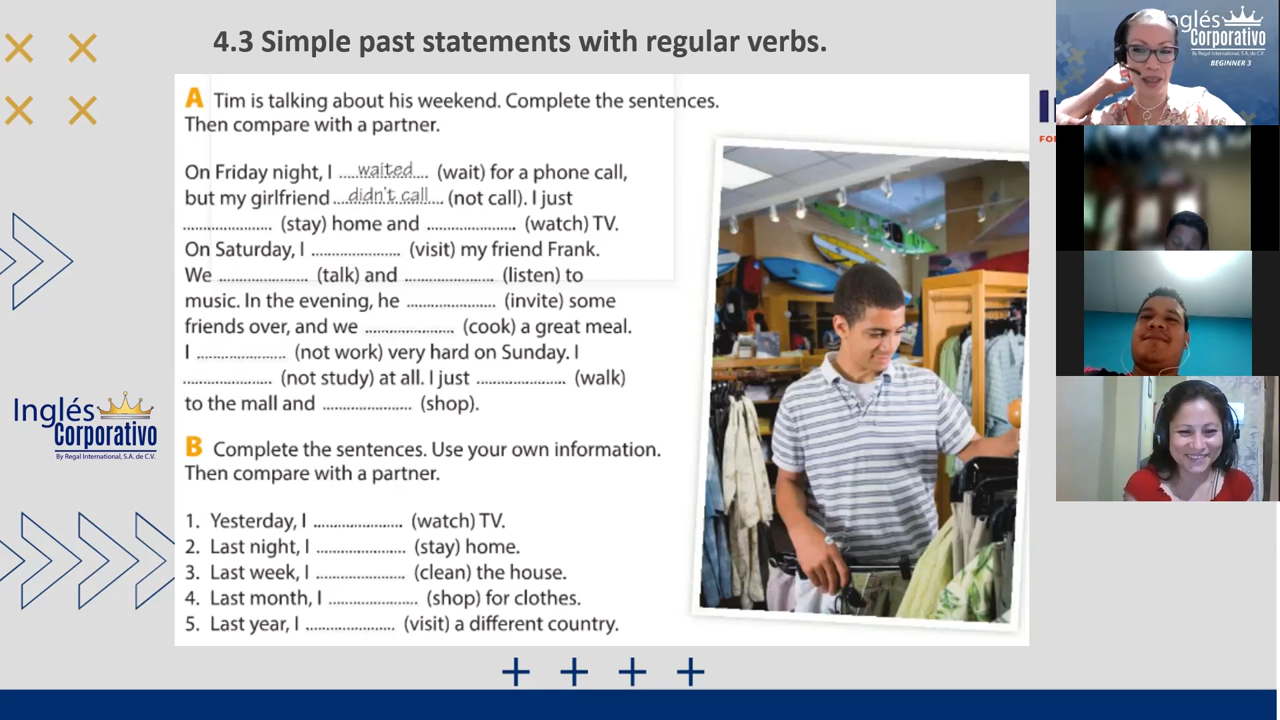 4.3 Simple past statements with regular verbs.
A Tim is talking about his weekend. Complete the sentences.
Then compare with a partner.
On Friday night, I ....waited.... (wait) for a phone call,
but my girlfriend ....didn't call.... (not call). I just
...................... (stay) home and ...................... (watch) TV.
On Saturday, I ...................... (visit) my friend Frank.
We ...................... (talk) and ...................... (listen) to
music. In the evening, he ...................... (invite) some
friends over, and we ...................... (cook) a great meal.
I ...................... (not work) very hard on Sunday. I
...................... (not study) at all. I just ...................... (walk)
to the mall and ...................... (shop).
B Complete the sentences. Use your own information.
Then compare with a partner.
1. Yesterday, I ...................... (watch) TV.
2. Last night, I ...................... (stay) home.
3. Last week, I ...................... (clean) the house.
4. Last month, I ...................... (shop) for clothes.
5. Last year, I ...................... (visit) a different country.
Inglés
Corporativo
By Regal International, S.A. de C.V.
Inglés
Corporativo
By Regal International, S.A. de C.V.
BEGINNER 3